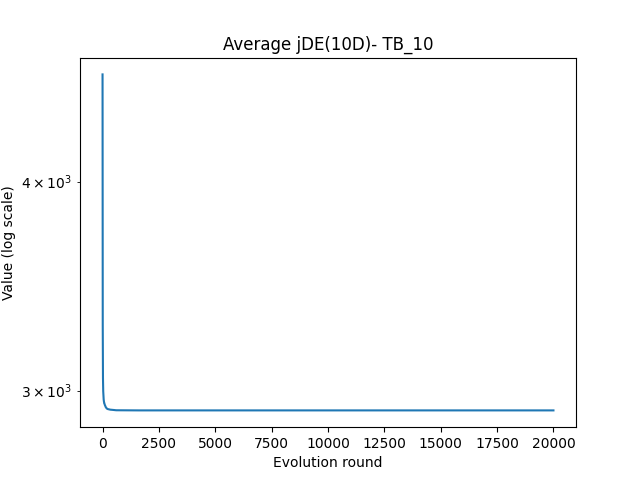 Average jDE(10D)- TB_10
Value (log scale)
4 × 10³
3 × 10³
0 2500 5000 7500 10000 12500 15000 17500 20000
Evolution round